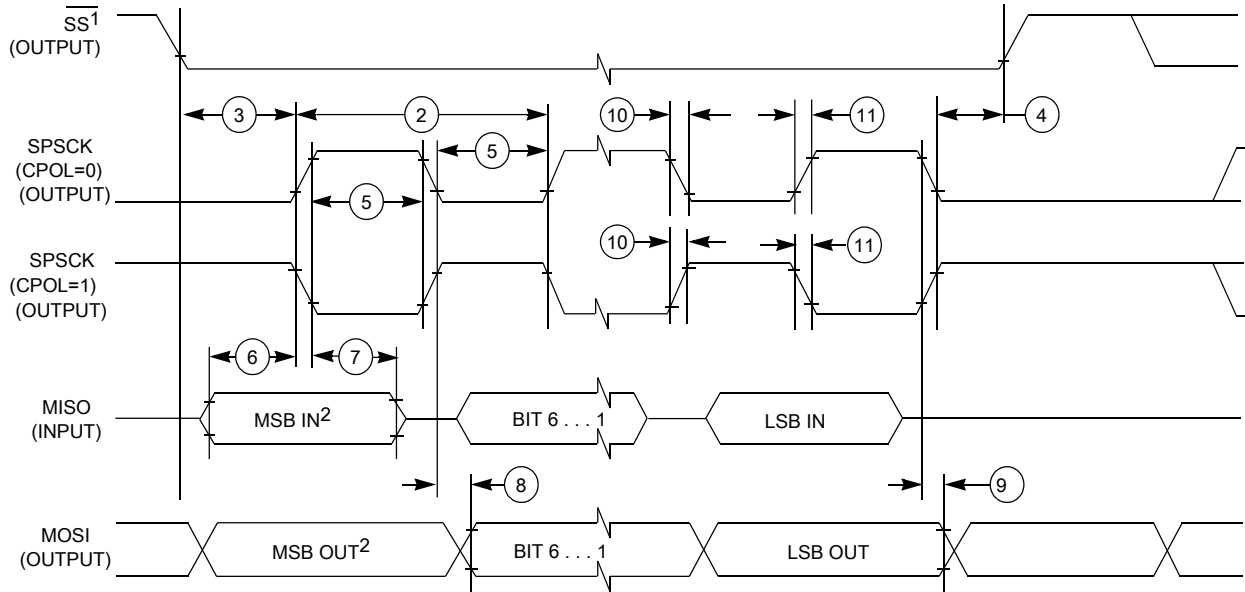 SS1
(OUTPUT)
3
2
10
11
4
SPSCK
(CPOL=0)
(OUTPUT)
5
5
SPSCK
(CPOL=1)
(OUTPUT)
10
11
6
7
MISO
(INPUT)
MSB IN2
BIT 6 . . . 1
LSB IN
8
9
MOSI
(OUTPUT)
MSB OUT2
BIT 6 . . . 1
LSB OUT